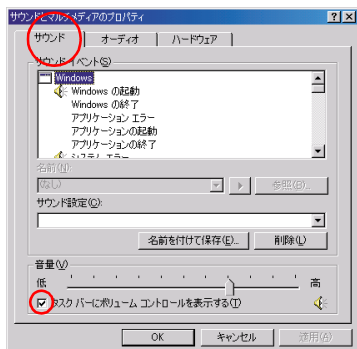 サウンドとマルチメディアのプロパティ
サウンド オーディオ ハードウェア
サウンド イベント(S)
Windows
Windows の起動
Windows の終了
アプリケーション エラー
アプリケーションの起動
アプリケーションの終了
システム エラー
名前(N):
(なし) 参照(B)...
サウンド設定(C):
名前を付けて保存(E)... 削除(L)
音量(V)
低 高
タスク バーにボリューム コントロールを表示する(T)
OK キャンセル 適用(A)